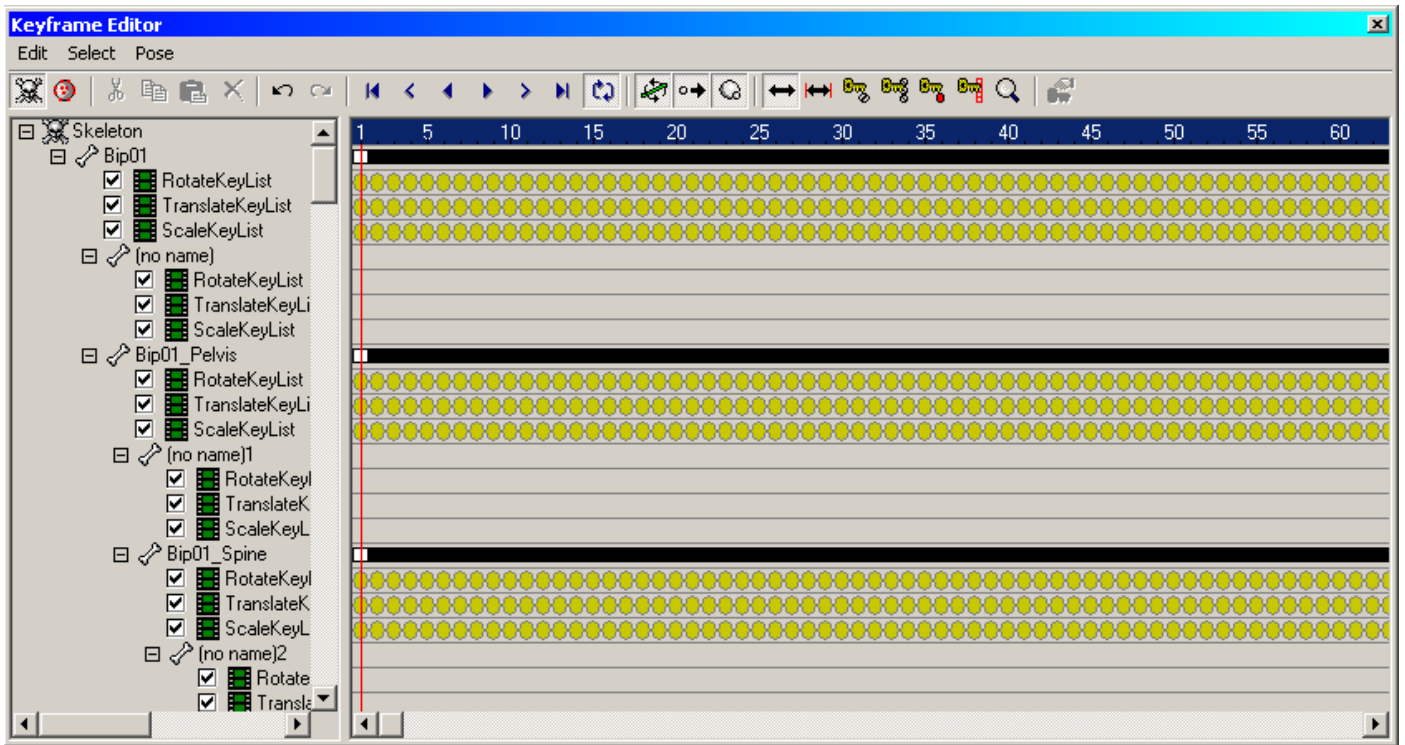 Keyframe Editor
Edit Select Pose
Skeleton
1 5 10 15 20 25 30 35 40 45 50 55 60
Bip01
RotateKeyList
TranslateKeyList
ScaleKeyList
(no name)
RotateKeyList
TranslateKeyLi
ScaleKeyList
Bip01_Pelvis
RotateKeyList
TranslateKeyLi
ScaleKeyList
(no name)1
RotateKeyl
TranslateK
ScaleKeyL
Bip01_Spine
RotateKeyl
TranslateK
ScaleKeyL
(no name)2
Rotate
Transla